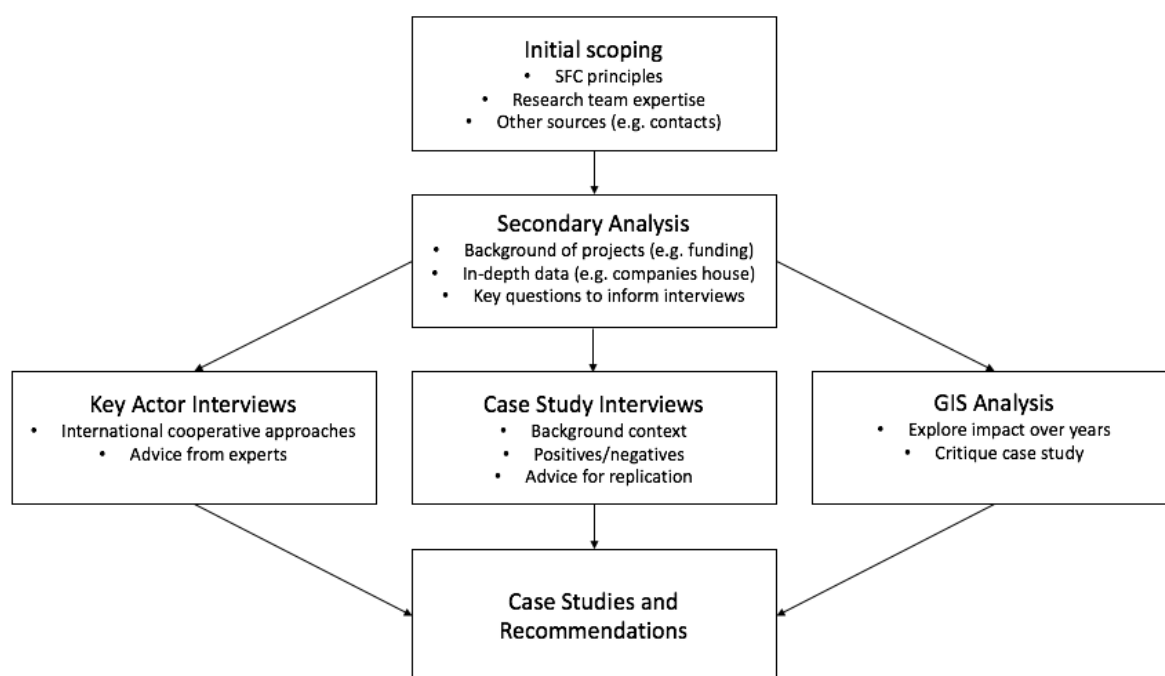 Initial scoping
• SFC principles
• Research team expertise
• Other sources (e.g. contacts)
Secondary Analysis
• Background of projects (e.g. funding)
• In-depth data (e.g. companies house)
• Key questions to inform interviews
Key Actor Interviews
• International cooperative approaches
• Advice from experts
Case Study Interviews
• Background context
• Positives/negatives
• Advice for replication
GIS Analysis
• Explore impact over years
• Critique case study
Case Studies and
Recommendations